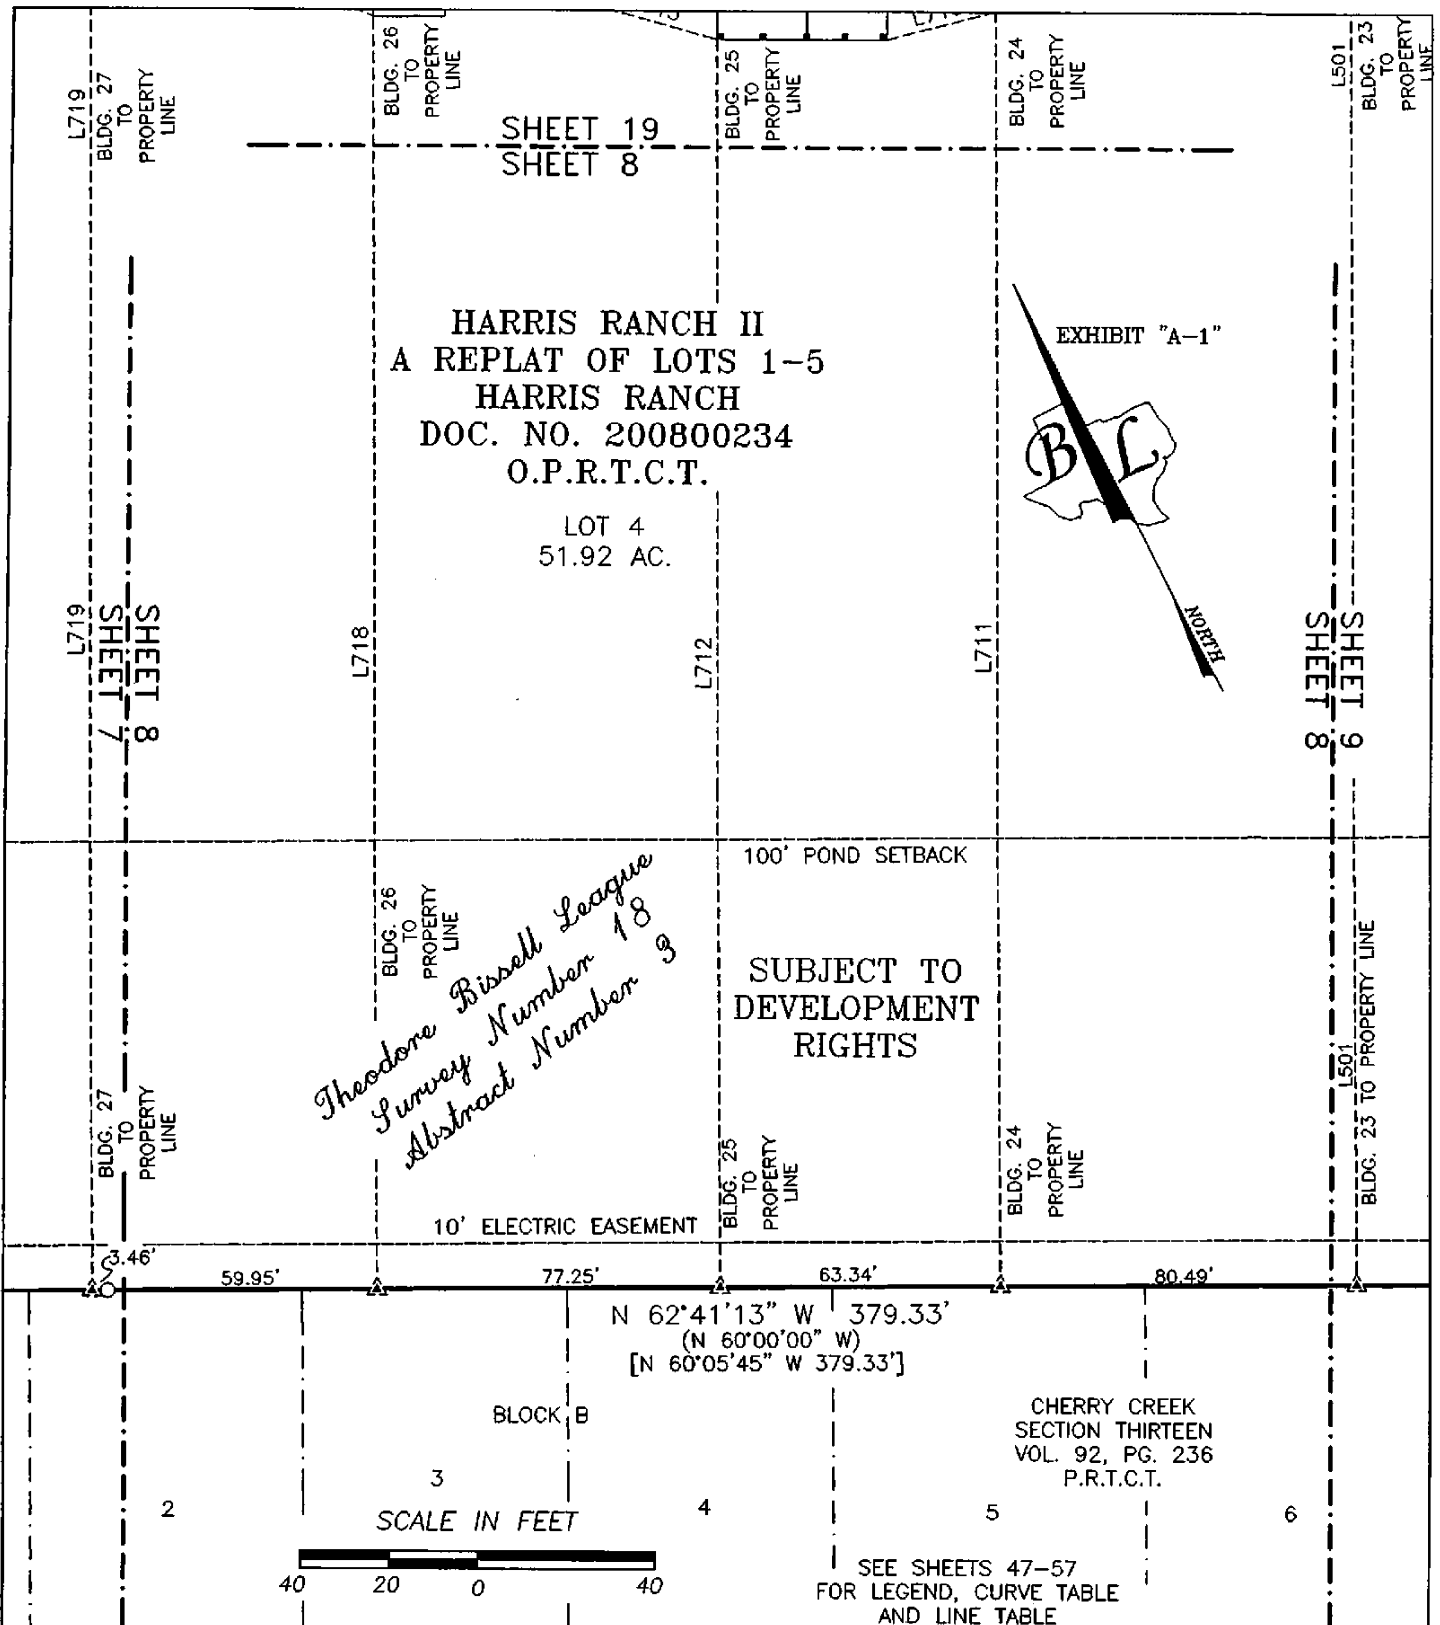 L719
BLDG. 27
TO
PROPERTY
LINE
BLDG. 26
TO
PROPERTY
LINE
BLDG. 25
TO
PROPERTY
LINE
BLDG. 24
TO
PROPERTY
LINE
L501
BLDG. 23
TO
PROPERTY
LINE
SHEET 19
SHEET 8
HARRIS RANCH II
A REPLAT OF LOTS 1-5
HARRIS RANCH
DOC. NO. 200800234
O.P.R.T.C.T.
LOT 4
51.92 AC.
EXHIBIT "A-1"
B L
NORTH
L719
SHEET 8
SHEET 7
L718
L712
L711
SHEET 9
SHEET 8
100' POND SETBACK
BLDG. 26
TO
PROPERTY
LINE
Theodore Bissell League
Survey Number 18
Abstract Number 3
SUBJECT TO
DEVELOPMENT
RIGHTS
L501
BLDG. 23 TO PROPERTY LINE
BLDG. 27
TO
PROPERTY
LINE
BLDG. 25
TO
PROPERTY
LINE
BLDG. 24
TO
PROPERTY
LINE
10' ELECTRIC EASEMENT
3.46'
59.95'
77.25'
63.34'
80.49'
N 62°41'13" W 379.33'
(N 60°00'00" W)
[N 60°05'45" W 379.33']
BLOCK B
CHERRY CREEK
SECTION THIRTEEN
VOL. 92, PG. 236
P.R.T.C.T.
2
3
4
5
6
SCALE IN FEET
40 20 0 40
SEE SHEETS 47-57
FOR LEGEND, CURVE TABLE
AND LINE TABLE